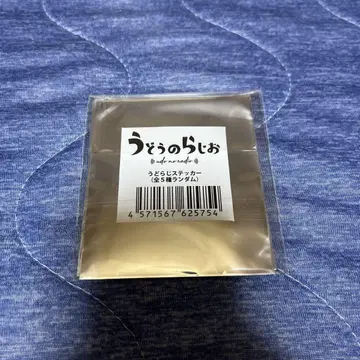 うどうのらじお
udo no radio
うどらじステッカー
(全5種ランダム)
4 571567 625754